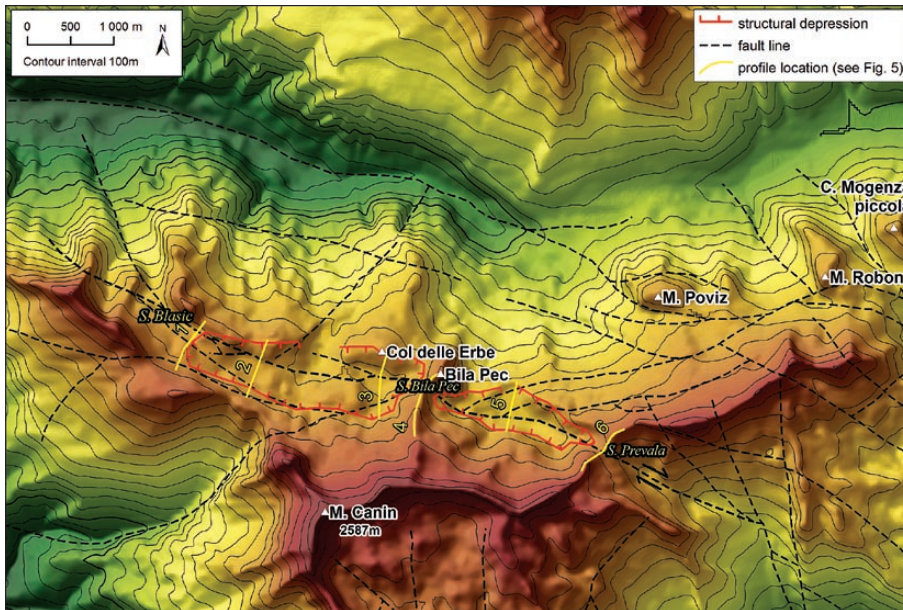 0 500 1 000 m
N
Contour interval 100m
structural depression
fault line
profile location (see Fig. 5)
C. Mogenza
piccolo
M. Robon
M. Poviz
S. Blasic
1
2
Col delle Erbe
Bila Pec
S. Bila Pec
3
4
5
6
S. Prevala
M. Canin
2587m